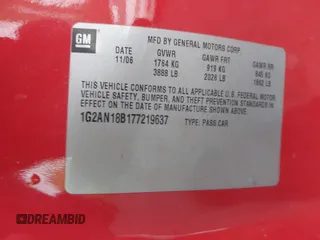 GM
MFD BY GENERAL MOTORS CORP
DATE GVWR GAWR FRT GAWR RR
11/06 1764 KG 919 KG 845 KG
3888 LB 2026 LB 1862 LB
THIS VEHICLE CONFORMS TO ALL APPLICABLE U.S. FEDERAL MOTOR
VEHICLE SAFETY, BUMPER, AND THEFT PREVENTION STANDARDS
IN EFFECT ON THE DATE OF MANUFACTURE SHOWN ABOVE.
1G2AN18B177219637 TYPE: PASS CAR
DREAMBID